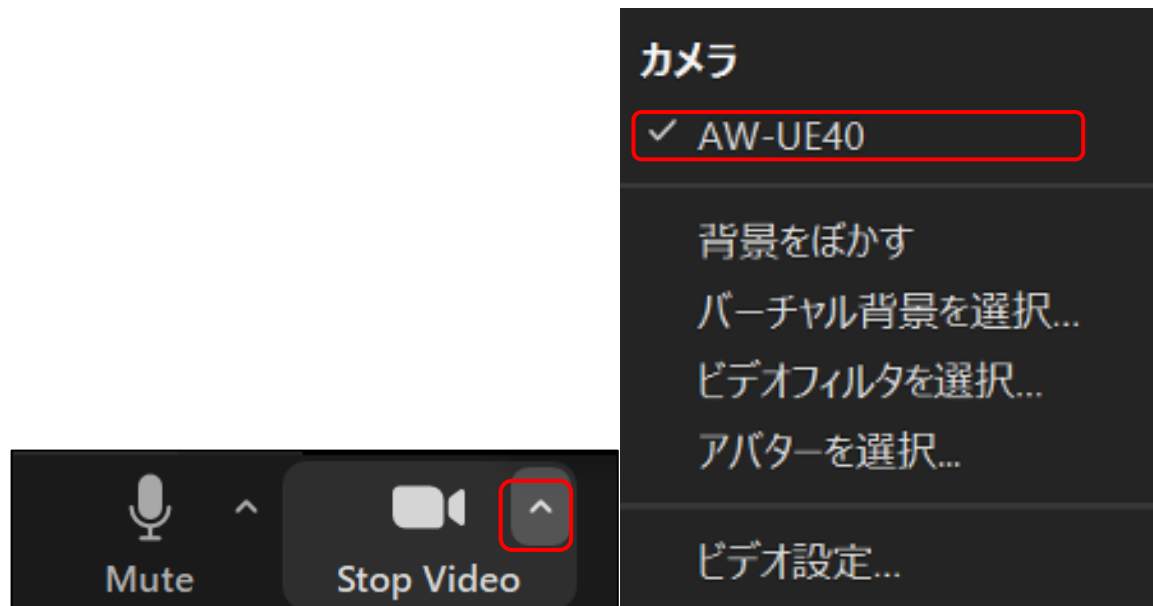 Mute
Stop Video
カメラ
AW-UE40
背景をぼかす
バーチャル背景を選択...
ビデオフィルタを選択...
アバターを選択...
ビデオ設定...